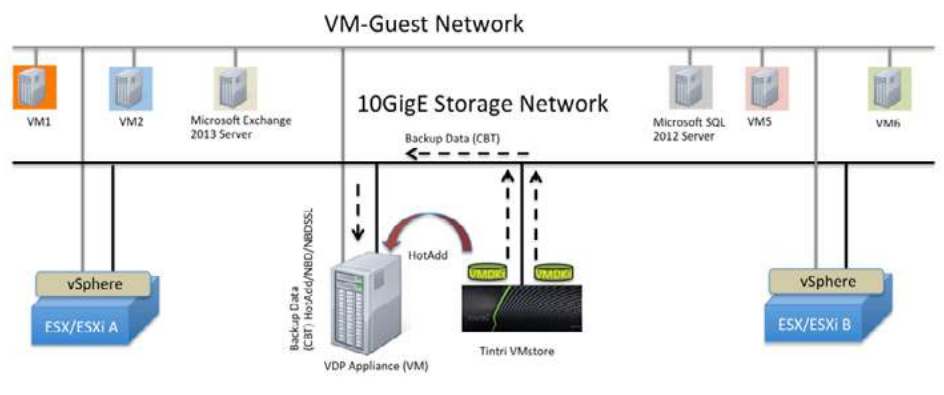 VM-Guest Network
VM1
VM2
Microsoft Exchange
2013 Server
10GigE Storage Network
Microsoft SQL
2012 Server
VM5
VM6
Backup Data (CBT)
Backup Data
(CBT) HotAdd/NBD/NBDSSL
HotAdd
vSphere
ESX/ESXi A
VMDKi
VMDKi
vSphere
ESX/ESXi B
Tintri VMstore
VDP Appliance (VM)